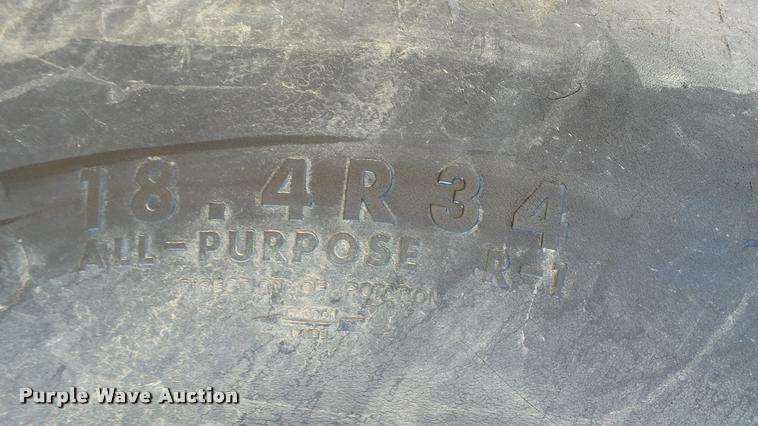 18.4R34
ALL-PURPOSE R-1
DIRECTION OF ROTATION
Purple Wave Auction